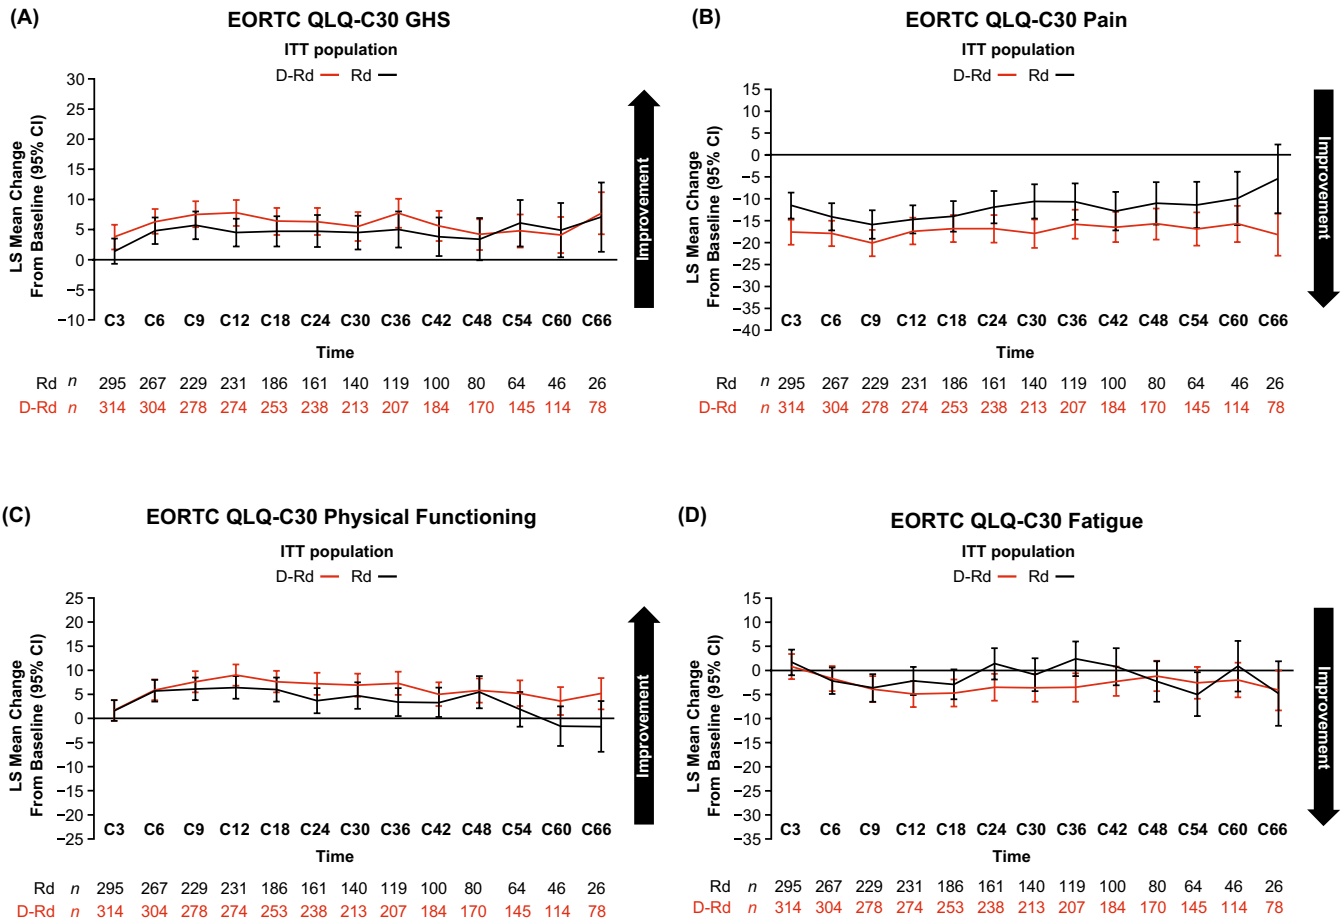 (A)
EORTC QLQ-C30 GHS
ITT population
D-Rd Rd
LS Mean Change
From Baseline (95% CI)
30
25
20
15
10
5
0
−5
−10
C3 C6 C9 C12 C18 C24 C30 C36 C42 C48 C54 C60 C66
Time
Improvement
Rd n 295 267 229 231 186 161 140 119 100 80 64 46 26
D-Rd n 314 304 278 274 253 238 213 207 184 170 145 114 78
(B)
EORTC QLQ-C30 Pain
ITT population
D-Rd Rd
LS Mean Change
From Baseline (95% CI)
15
10
5
0
−5
−10
−15
−20
−25
−30
−35
−40
C3 C6 C9 C12 C18 C24 C30 C36 C42 C48 C54 C60 C66
Time
Improvement
Rd n 295 267 229 231 186 161 140 119 100 80 64 46 26
D-Rd n 314 304 278 274 253 238 213 207 184 170 145 114 78
(C)
EORTC QLQ-C30 Physical Functioning
ITT population
D-Rd Rd
LS Mean Change
From Baseline (95% CI)
25
20
15
10
5
0
−5
−10
−15
−20
−25
C3 C6 C9 C12 C18 C24 C30 C36 C42 C48 C54 C60 C66
Time
Improvement
Rd n 295 267 229 231 186 161 140 119 100 80 64 46 26
D-Rd n 314 304 278 274 253 238 213 207 184 170 145 114 78
(D)
EORTC QLQ-C30 Fatigue
ITT population
D-Rd Rd
LS Mean Change
From Baseline (95% CI)
15
10
5
0
−5
−10
−15
−20
−25
−30
−35
C3 C6 C9 C12 C18 C24 C30 C36 C42 C48 C54 C60 C66
Time
Improvement
Rd n 295 267 229 231 186 161 140 119 100 80 64 46 26
D-Rd n 314 304 278 274 253 238 213 207 184 170 145 114 78